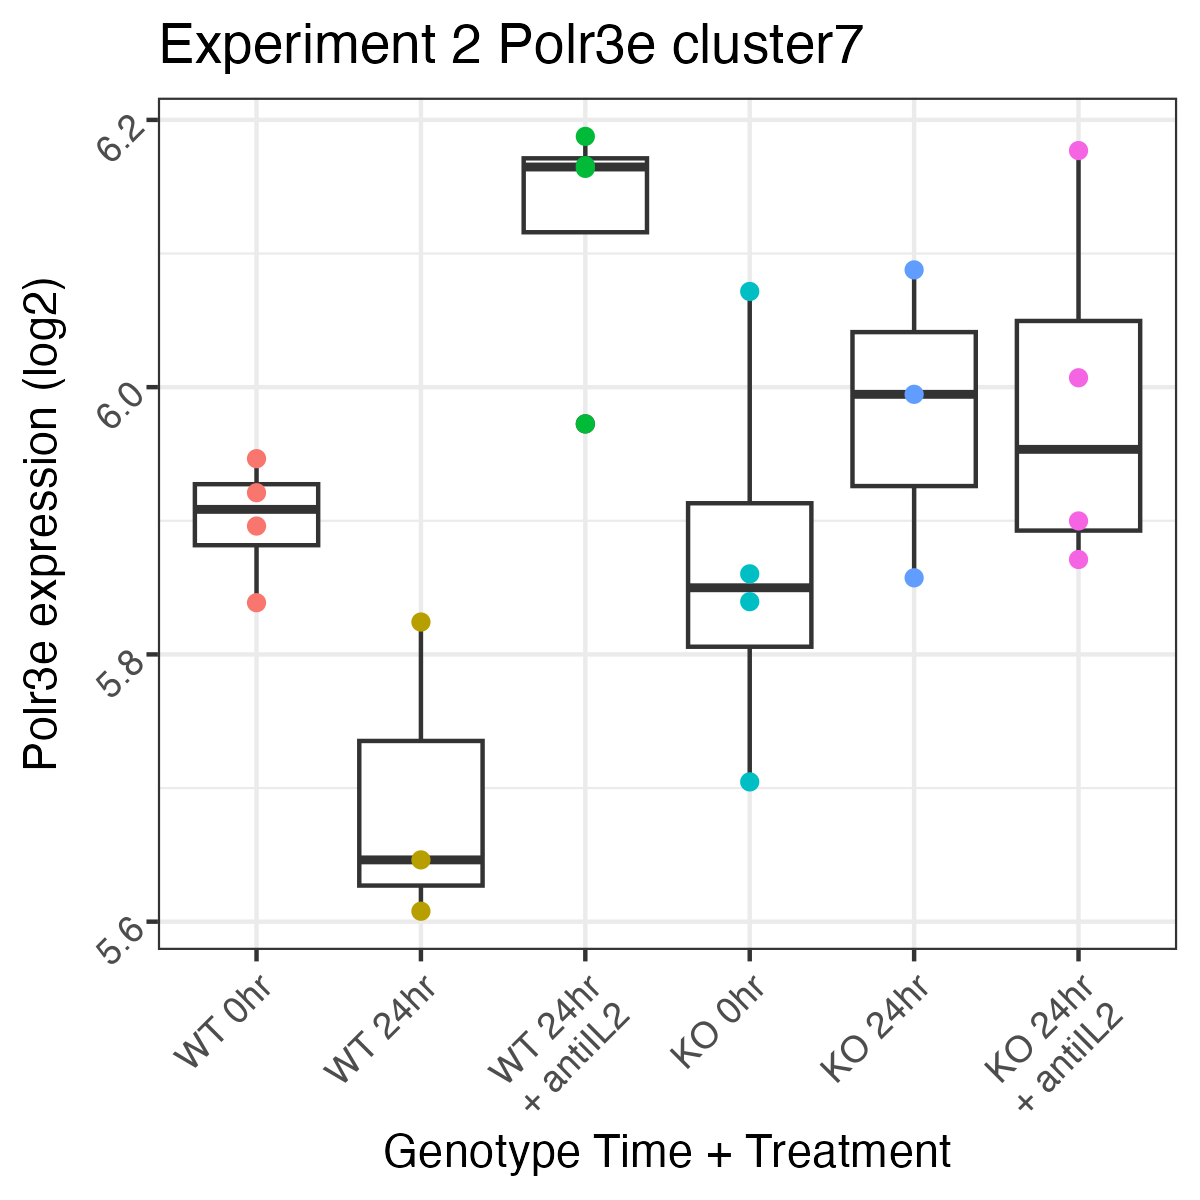 Experiment 2 Polr3e cluster7
Polr3e expression (log2)
6.2
6.0
5.8
5.6
WT 0hr
WT 24hr
WT 24hr
+ antiIL2
KO 0hr
KO 24hr
KO 24hr
+ antiIL2
Genotype Time + Treatment